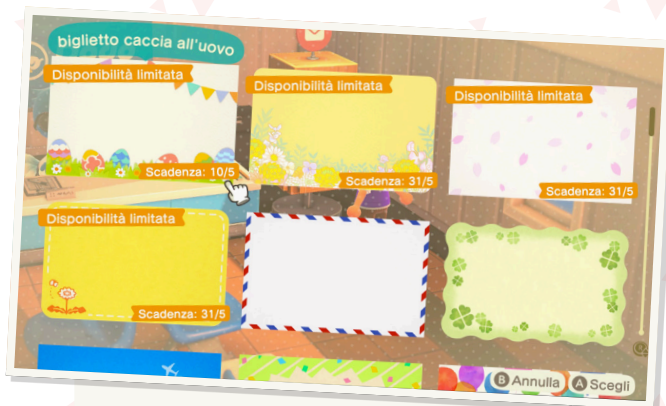 biglietto caccia all'uovo
Disponibilità limitata
Disponibilità limitata
Disponibilità limitata
Scadenza: 10/5
Scadenza: 31/5
Scadenza: 31/5
Disponibilità limitata
Scadenza: 31/5
B Annulla A Scegli